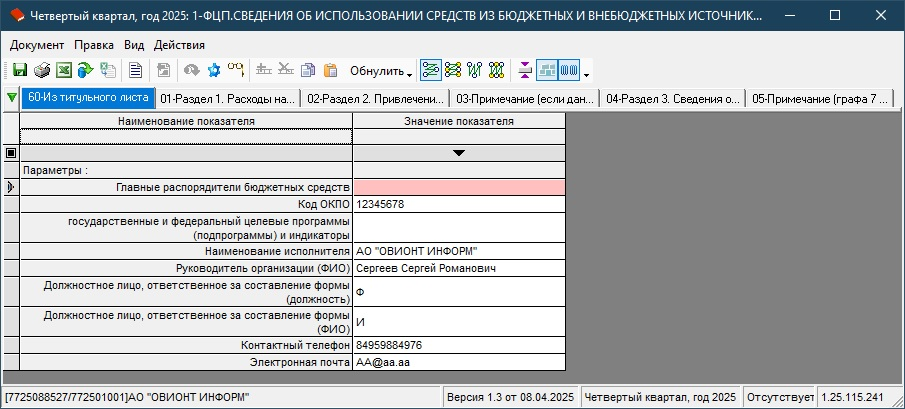 Четвертый квартал, год 2025: 1-ФЦП.СВЕДЕНИЯ ОБ ИСПОЛЬЗОВАНИИ СРЕДСТВ ИЗ БЮДЖЕТНЫХ И ВНЕБЮДЖЕТНЫХ ИСТОЧНИК...
Документ Правка Вид Действия
Обнулить
60-Из титульного листа 01-Раздел 1. Расходы на... 02-Раздел 2. Привлечени... 03-Примечание (если дан... 04-Раздел 3. Сведения о... 05-Примечание (графа 7 ...
Наименование показателя Значение показателя
Параметры :
Главные распорядители бюджетных средств
Код ОКПО 12345678
государственные и федеральный целевые программы
(подпрограммы) и индикаторы
Наименование исполнителя АО "ОВИОНТ ИНФОРМ"
Руководитель организации (ФИО) Сергеев Сергей Романович
Должностное лицо, ответственное за составление формы
(должность) Ф
Должностное лицо, ответственное за составление формы
(ФИО) И
Контактный телефон 84959884976
Электронная почта AA@aa.aa
[7725088527/772501001]АО "ОВИОНТ ИНФОРМ" Версия 1.3 от 08.04.2025 Четвертый квартал, год 2025 Отсутствует 1.25.115.241